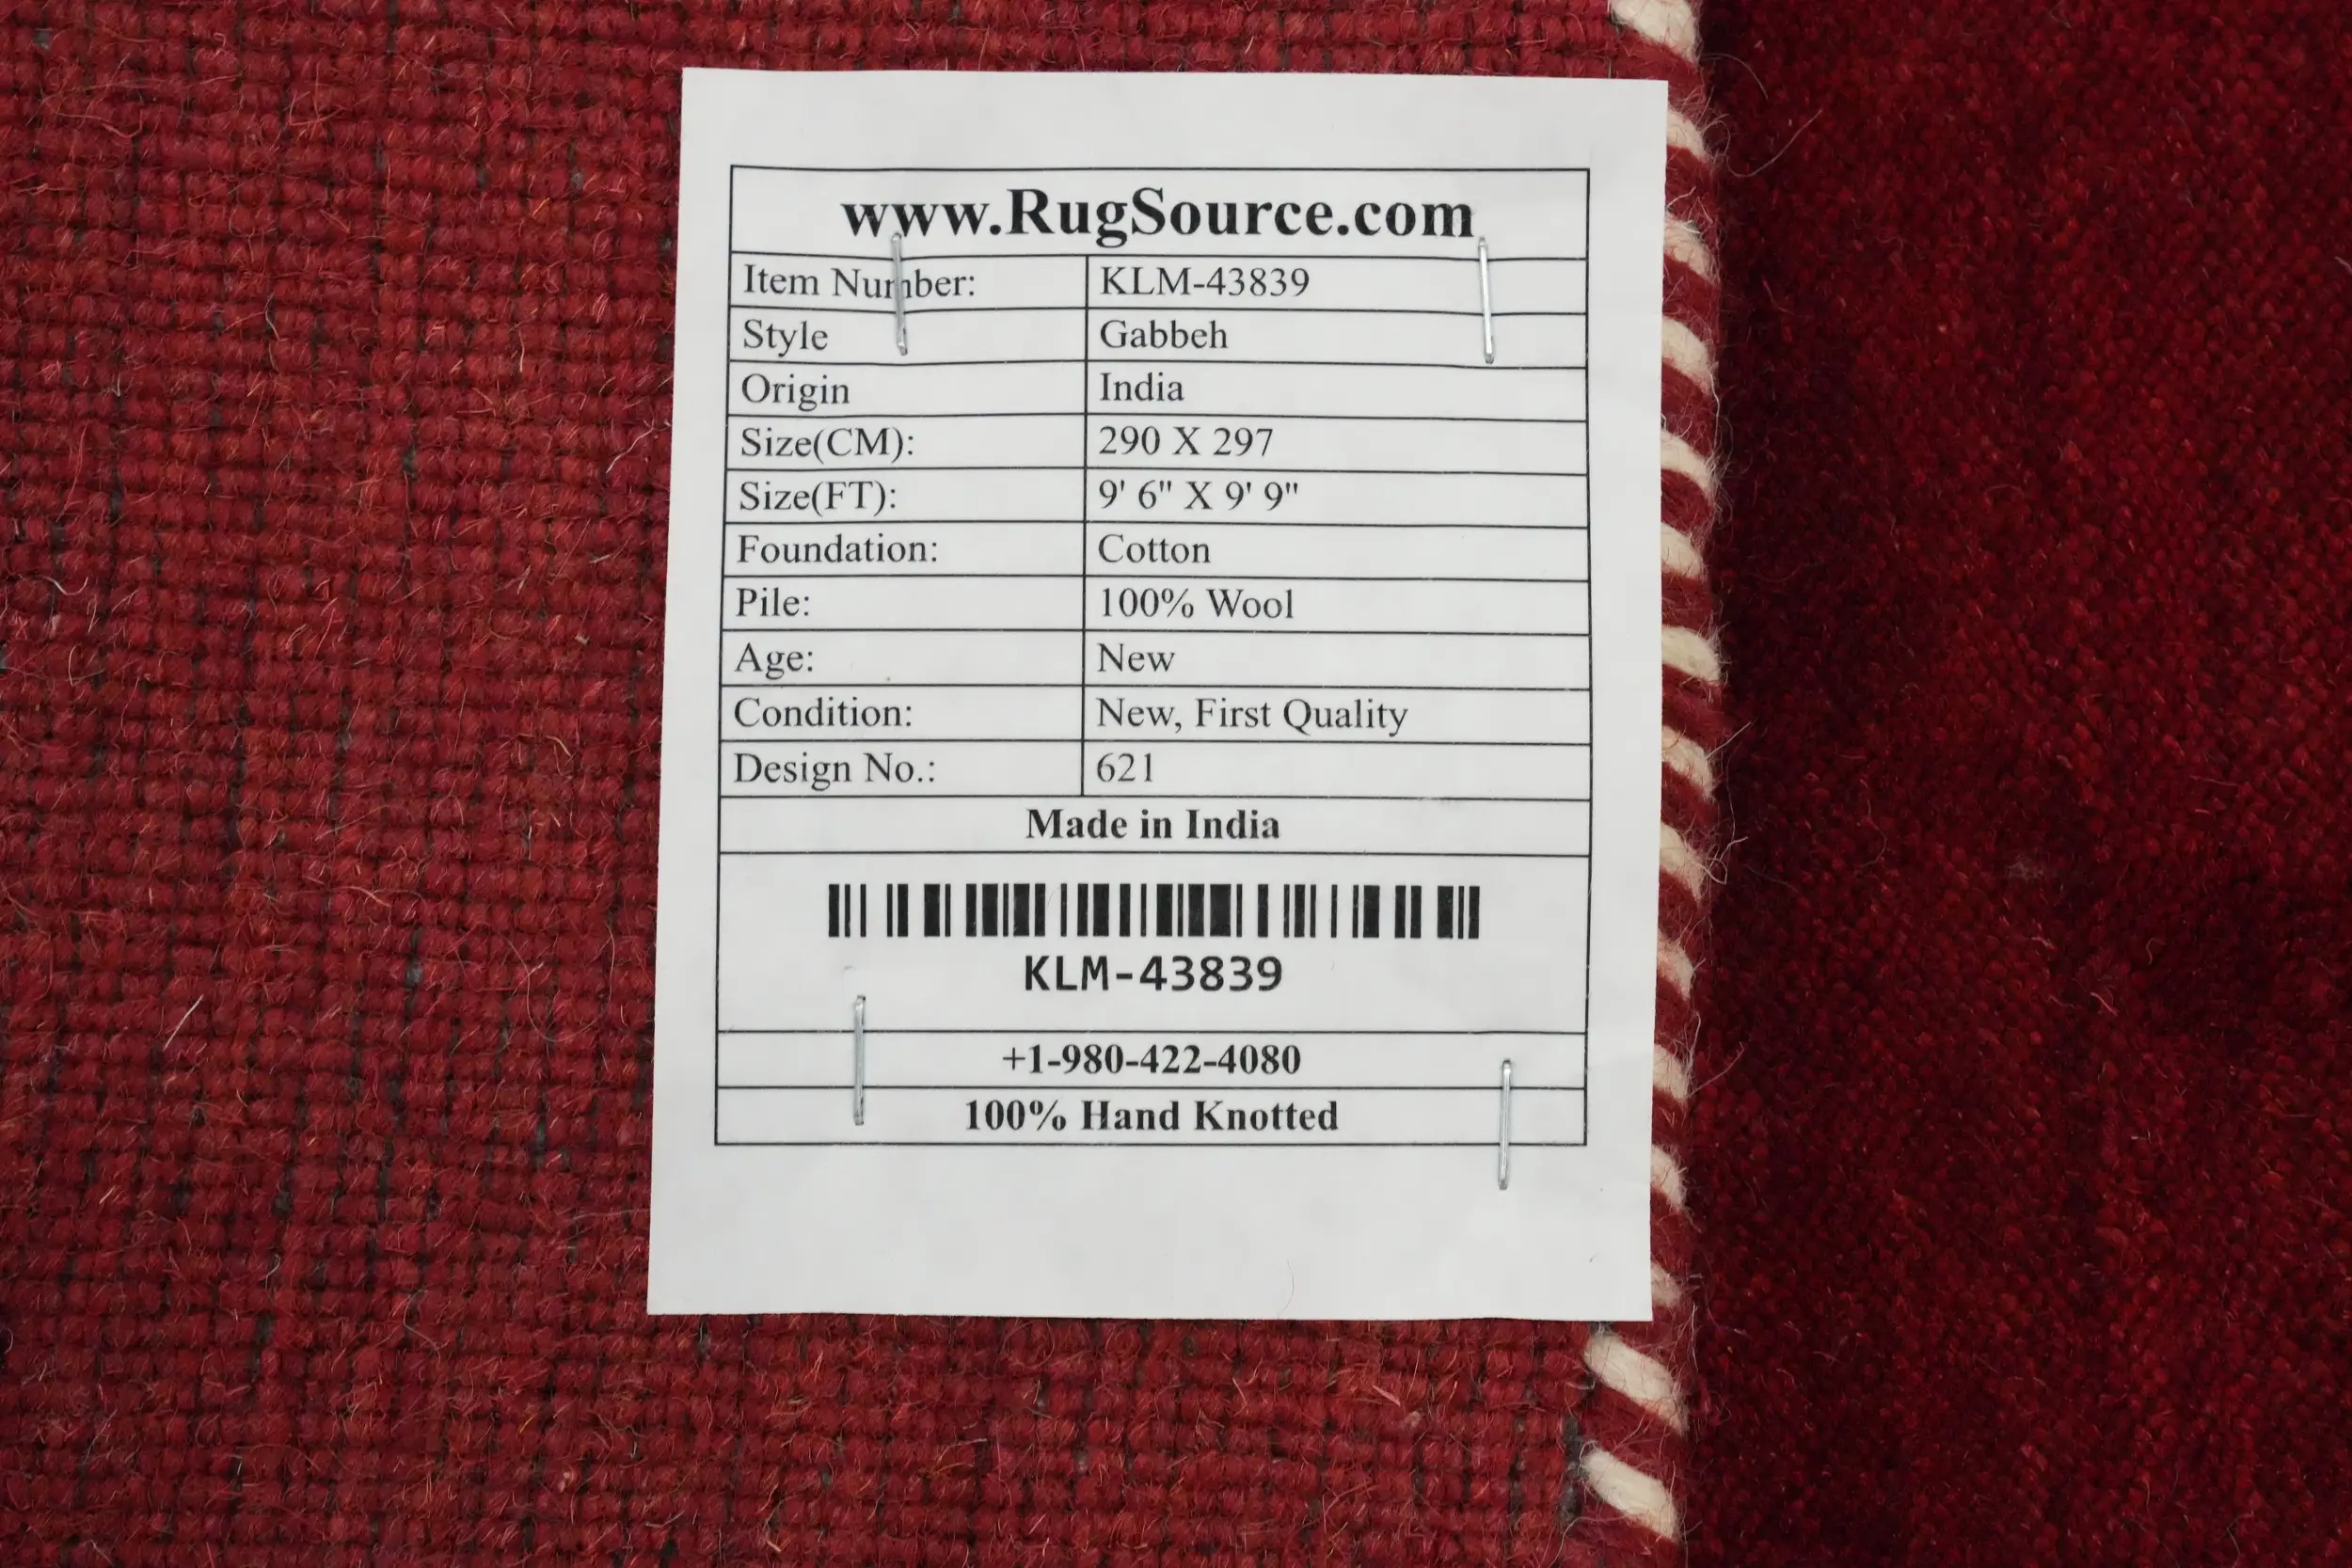 www.RugSource.com
Item Number: KLM-43839
Style Gabbeh
Origin India
Size(CM): 290 X 297
Size(FT): 9' 6" X 9' 9"
Foundation: Cotton
Pile: 100% Wool
Age: New
Condition: New, First Quality
Design No.: 621
Made in India
KLM-43839
+1-980-422-4080
100% Hand Knotted